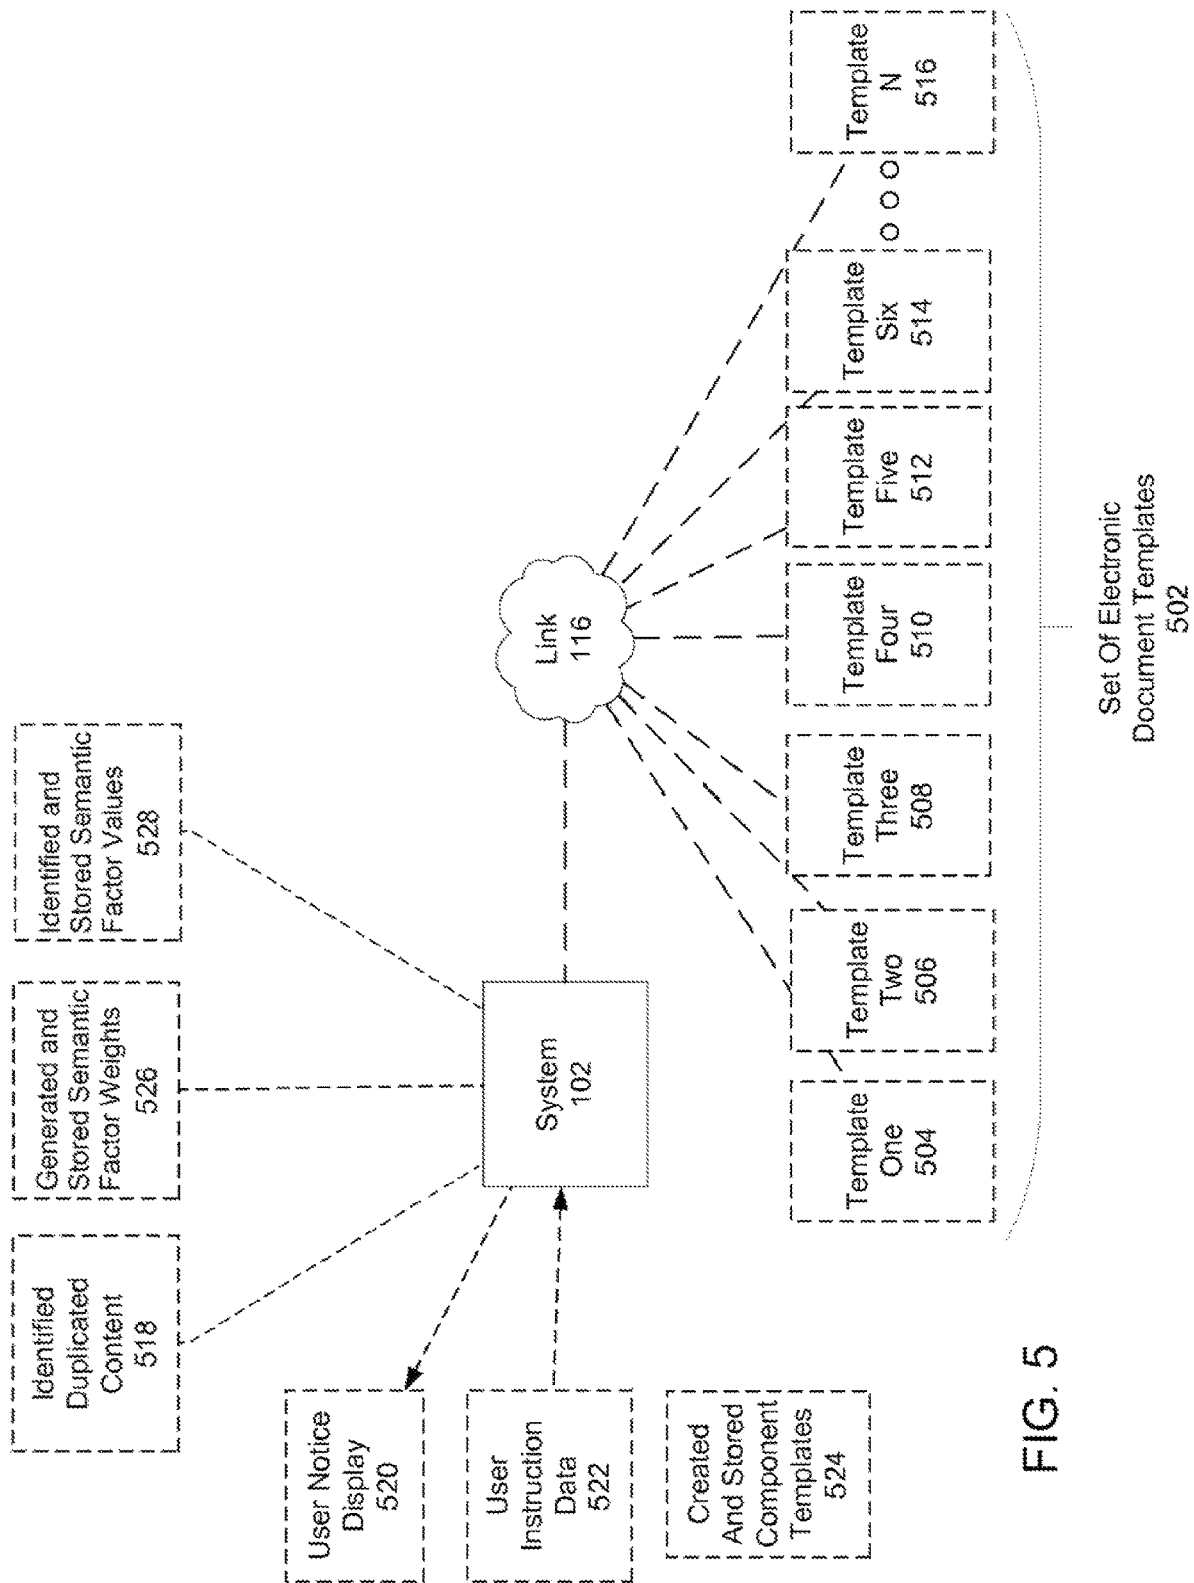 Identified
Duplicated
Content
518
Generated and
Stored Semantic
Factor Weights
526
Identified and
Stored Semantic
Factor Values
528
User Notice
Display
520
User
Instruction
Data
522
Created
And Stored
Component
Templates
524
System
102
Link
116
Template
One
504
Template
Two
506
Template
Three
508
Template
Four
510
Template
Five
512
Template
Six
514
Template
N
516
Set Of Electronic
Document Templates
502
FIG. 5